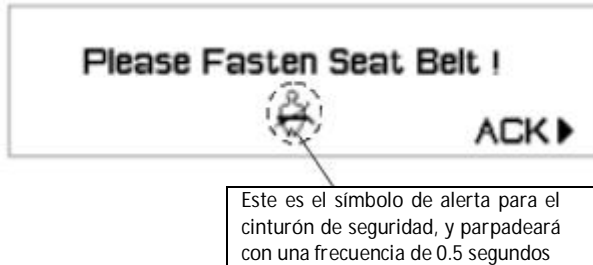 Please Fasten Seat Belt !
ACK
Este es el símbolo de alerta para el
cinturón de seguridad, y parpadeará
con una frecuencia de 0.5 segundos